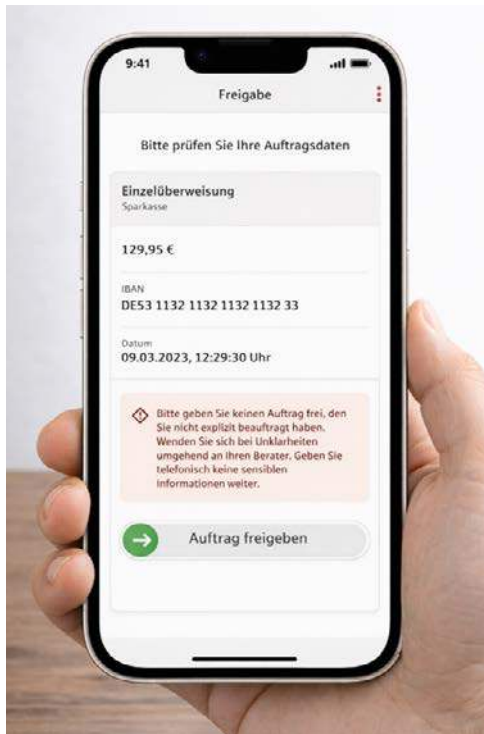 9:41
Freigabe
Bitte prüfen Sie Ihre Auftragsdaten
Einzelüberweisung
Sparkasse
129,95 €
IBAN
DE53 1132 1132 1132 1132 33
Datum
09.03.2023, 12:29:30 Uhr
Bitte geben Sie keinen Auftrag frei, den
Sie nicht explizit beauftragt haben.
Wenden Sie sich bei Unklarheiten
umgehend an Ihren Berater. Geben Sie
telefonisch keine sensiblen
Informationen weiter.
Auftrag freigeben